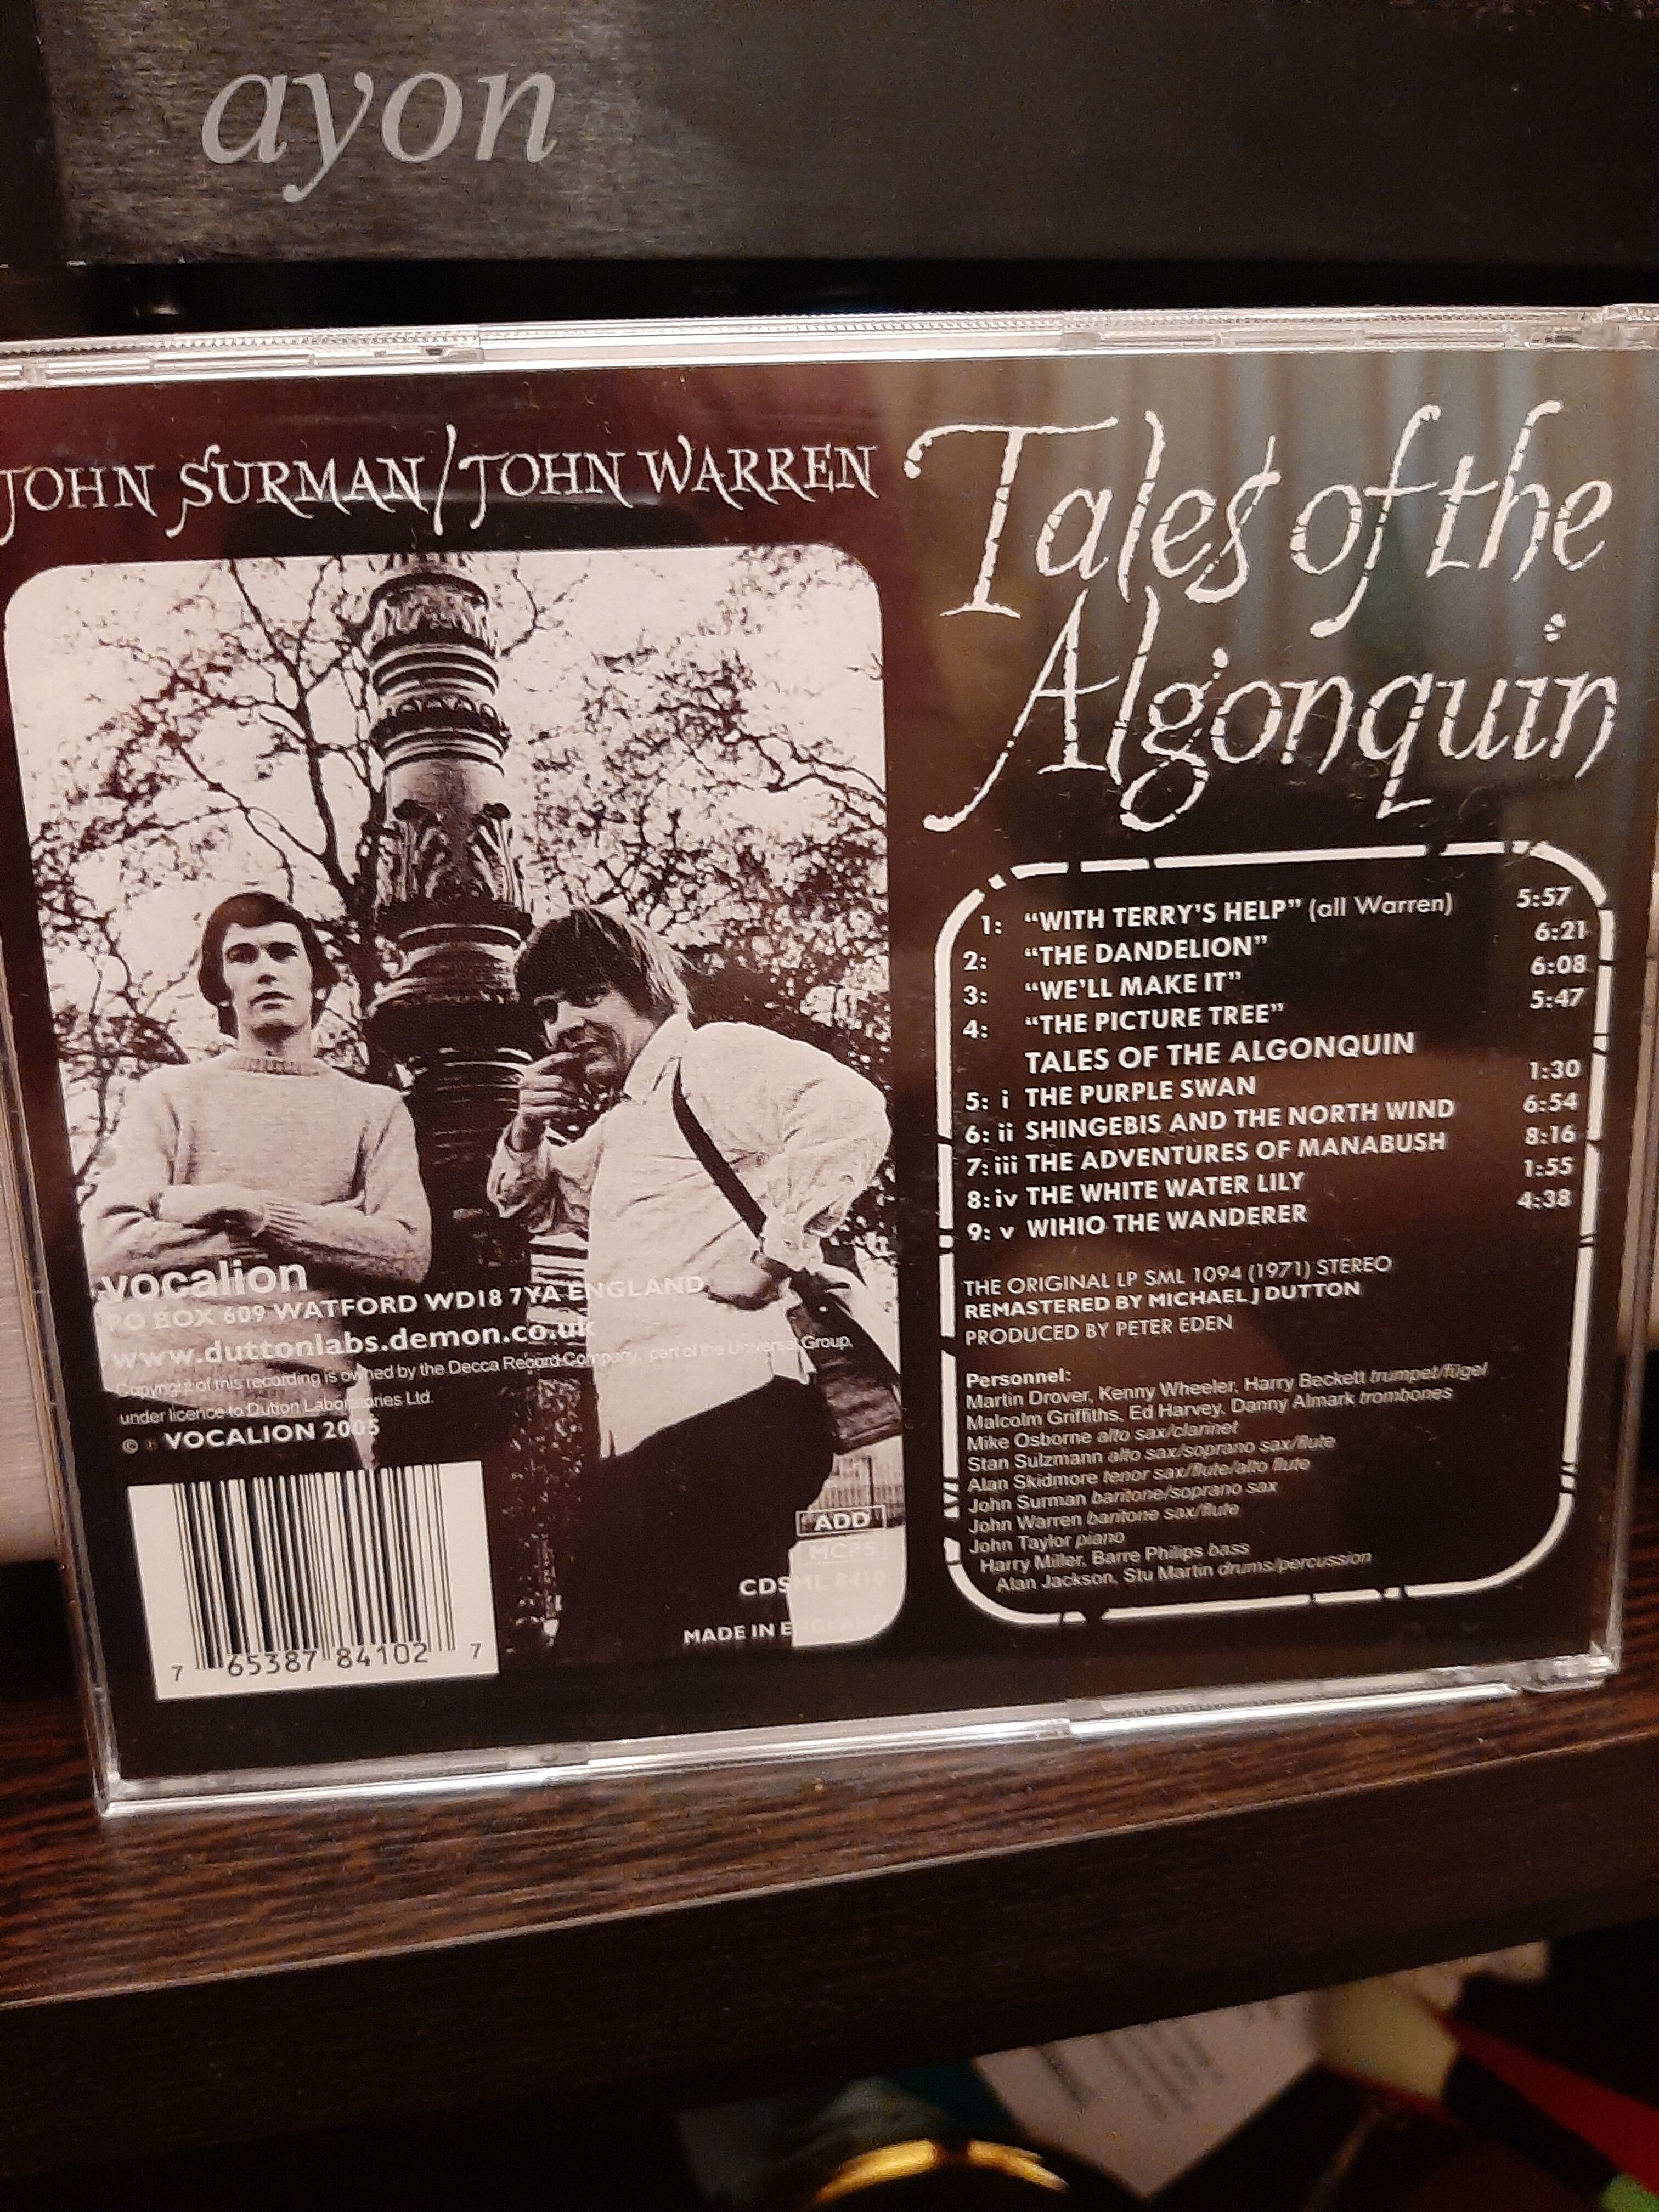 ayon
JOHN SURMAN/JOHN WARREN
Tales of the
Algonquin
1: “WITH TERRY’S HELP” (all Warren) 5:57
2: “THE DANDELION” 6:21
3: “WE’LL MAKE IT” 6:08
4: “THE PICTURE TREE” 5:47
TALES OF THE ALGONQUIN
5: i THE PURPLE SWAN 1:30
6: ii SHINGEBIS AND THE NORTH WIND 6:54
7: iii THE ADVENTURES OF MANABUSH 8:16
8: iv THE WHITE WATER LILY 1:55
9: v WIHIO THE WANDERER 4:38
THE ORIGINAL LP SML 1094 (1971) STEREO
REMASTERED BY MICHAEL J DUTTON
PRODUCED BY PETER EDEN
Personnel:
Martin Drover, Kenny Wheeler, Harry Beckett trumpet/fügel
Malcolm Griffiths, Ed Harvey, Danny Almark trombones
Mike Osborne alto sax/clarinet
Stan Sulzmann alto sax/soprano sax/flute
Alan Skidmore tenor sax/flute/alto flute
John Surman baritone/soprano sax
John Warren baritone sax/flute
John Taylor piano
Harry Miller, Barre Philips bass
Alan Jackson, Stu Martin drums/percussion
vocalion
PO BOX 609 WATFORD WD18 7YA ENGLAND
www.duttonlabs.demon.co.uk
Copyright of this recording is owned by the Decca Record Company, part of the Universal Group,
under licence to Dutton Laboratories Ltd.
© ℗ VOCALION 2005
7 65387 84102 7
ADD
MCPS
CDSML 8410
MADE IN ENGLAND